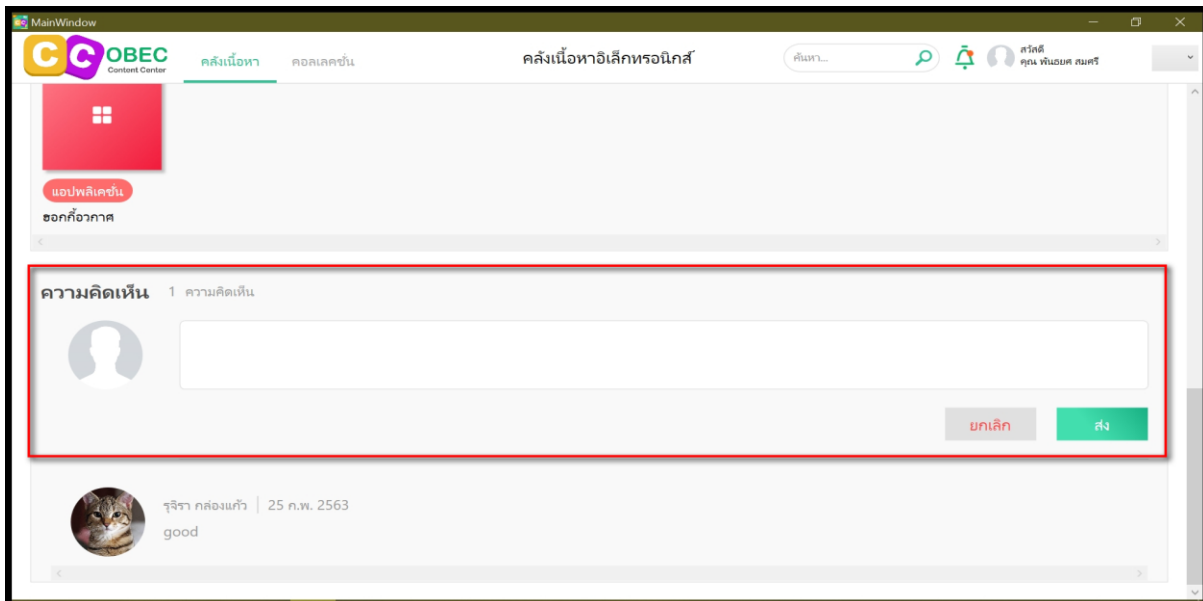 MainWindow
CC OBEC
Content Center
คลังเนื้อหา
คอลเลคชั่น
คลังเนื้อหาอิเล็กทรอนิกส์
ค้นหา...
สวัสดี
คุณ พันธยศ สมศรี
แอปพลิเคชัน
ฮอกกี้อวกาศ
ความคิดเห็น 1 ความคิดเห็น
ยกเลิก
ส่ง
รุจิรา กล่องแก้ว | 25 ก.พ. 2563
good